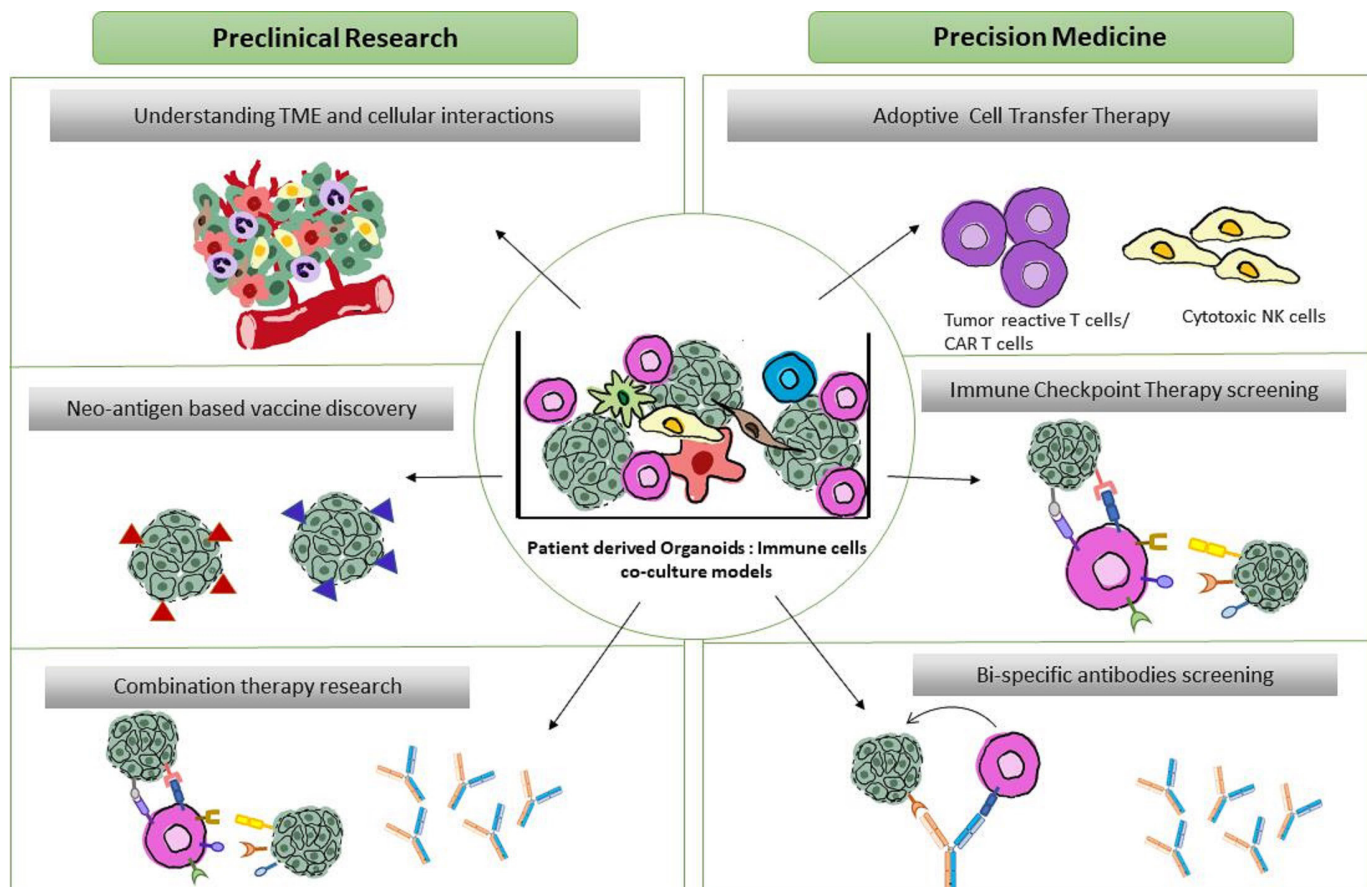 Preclinical Research
Precision Medicine
Understanding TME and cellular interactions
Adoptive Cell Transfer Therapy
Tumor reactive T cells/
CAR T cells
Cytotoxic NK cells
Neo-antigen based vaccine discovery
Immune Checkpoint Therapy screening
Patient derived Organoids : Immune cells
co-culture models
Combination therapy research
Bi-specific antibodies screening